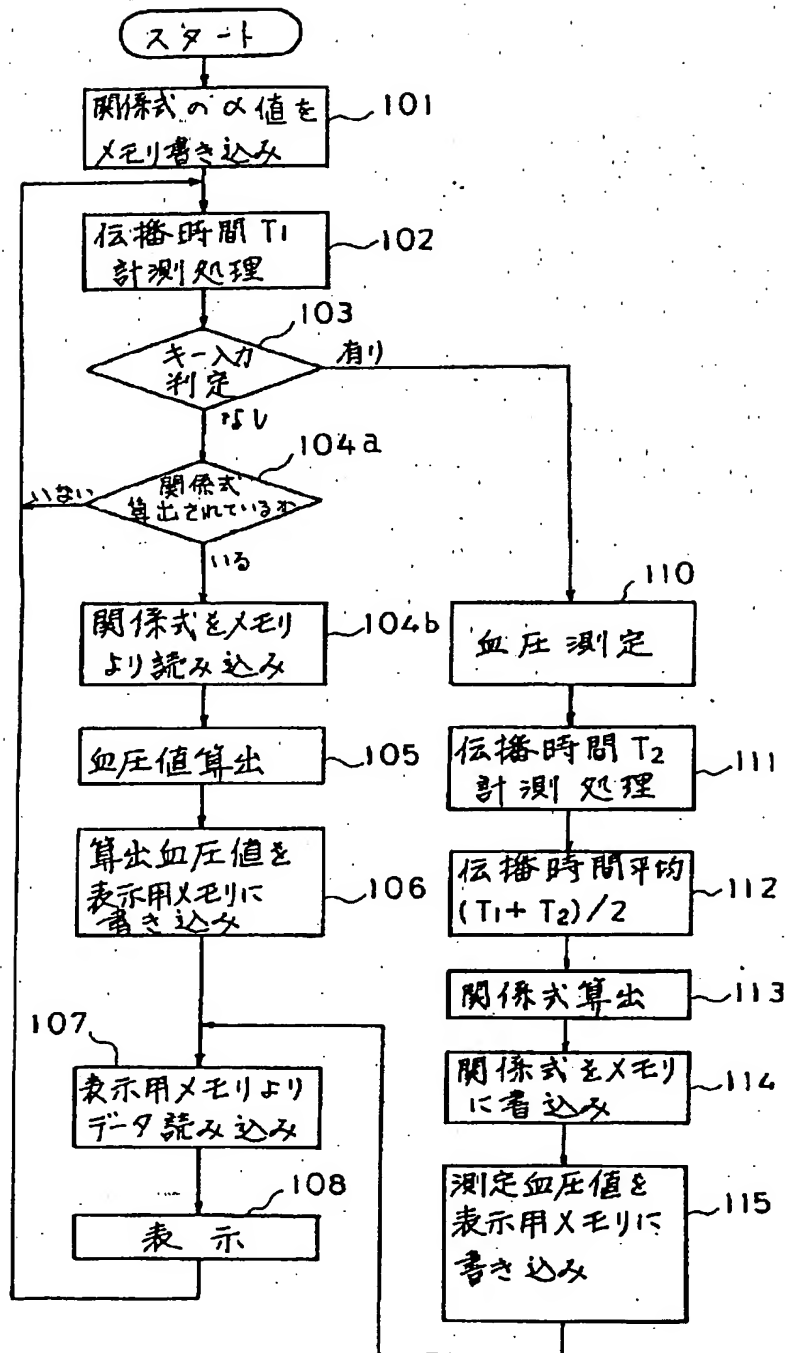 スタート
関係式のα値を
メモリ書き込み
101
伝播時間 T1
計測処理
102
103
キー入力
判定
有り
なし
104a
関係式
算出されているか
いない
いる
関係式をメモリ
より読み込み
104b
血圧値算出
105
算出血圧値を
表示用メモリに
書き込み
106
107
表示用メモリより
データ読み込み
108
表示
110
血圧測定
伝播時間 T2
計測処理
111
伝播時間平均
(T1+T2)/2
112
関係式算出
113
関係式をメモリ
に書込み
114
測定血圧値を
表示用メモリに
書き込み
115